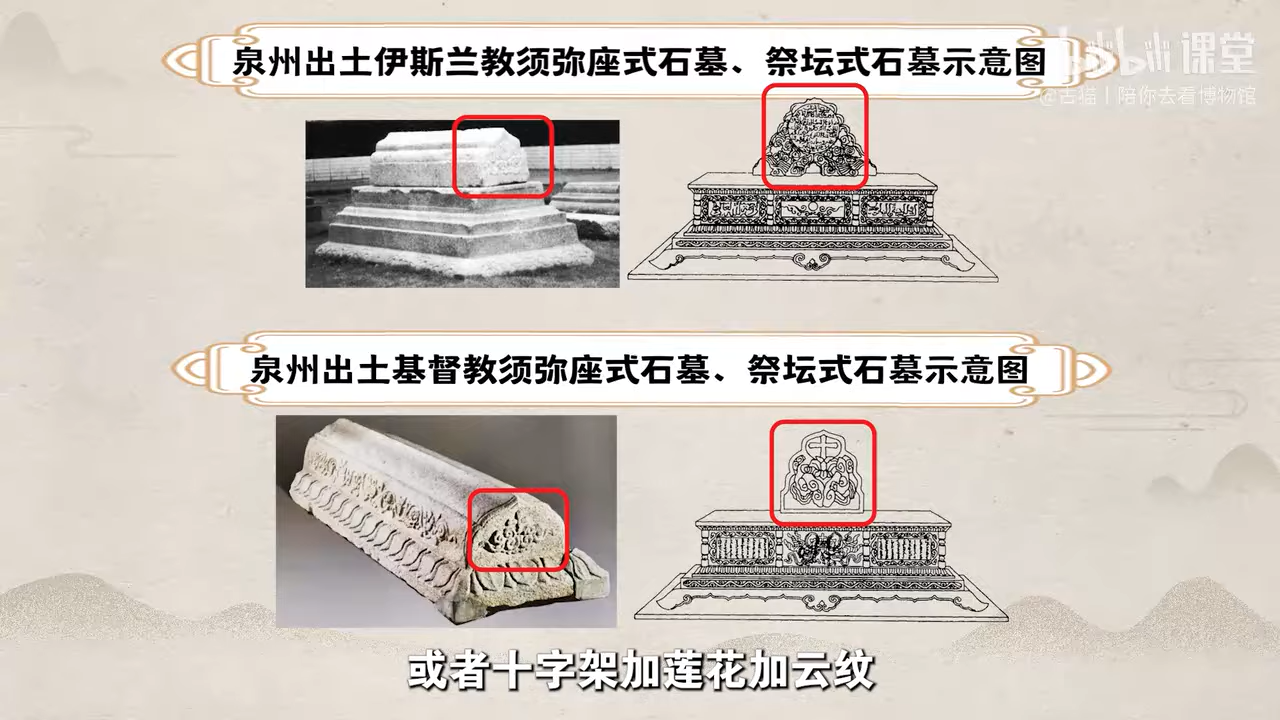 泉州出土伊斯兰教须弥座式石墓、祭坛式石墓示意图
bilibili 课堂
@古猫丨陪你去看博物馆
泉州出土基督教须弥座式石墓、祭坛式石墓示意图
或者十字架加莲花加云纹